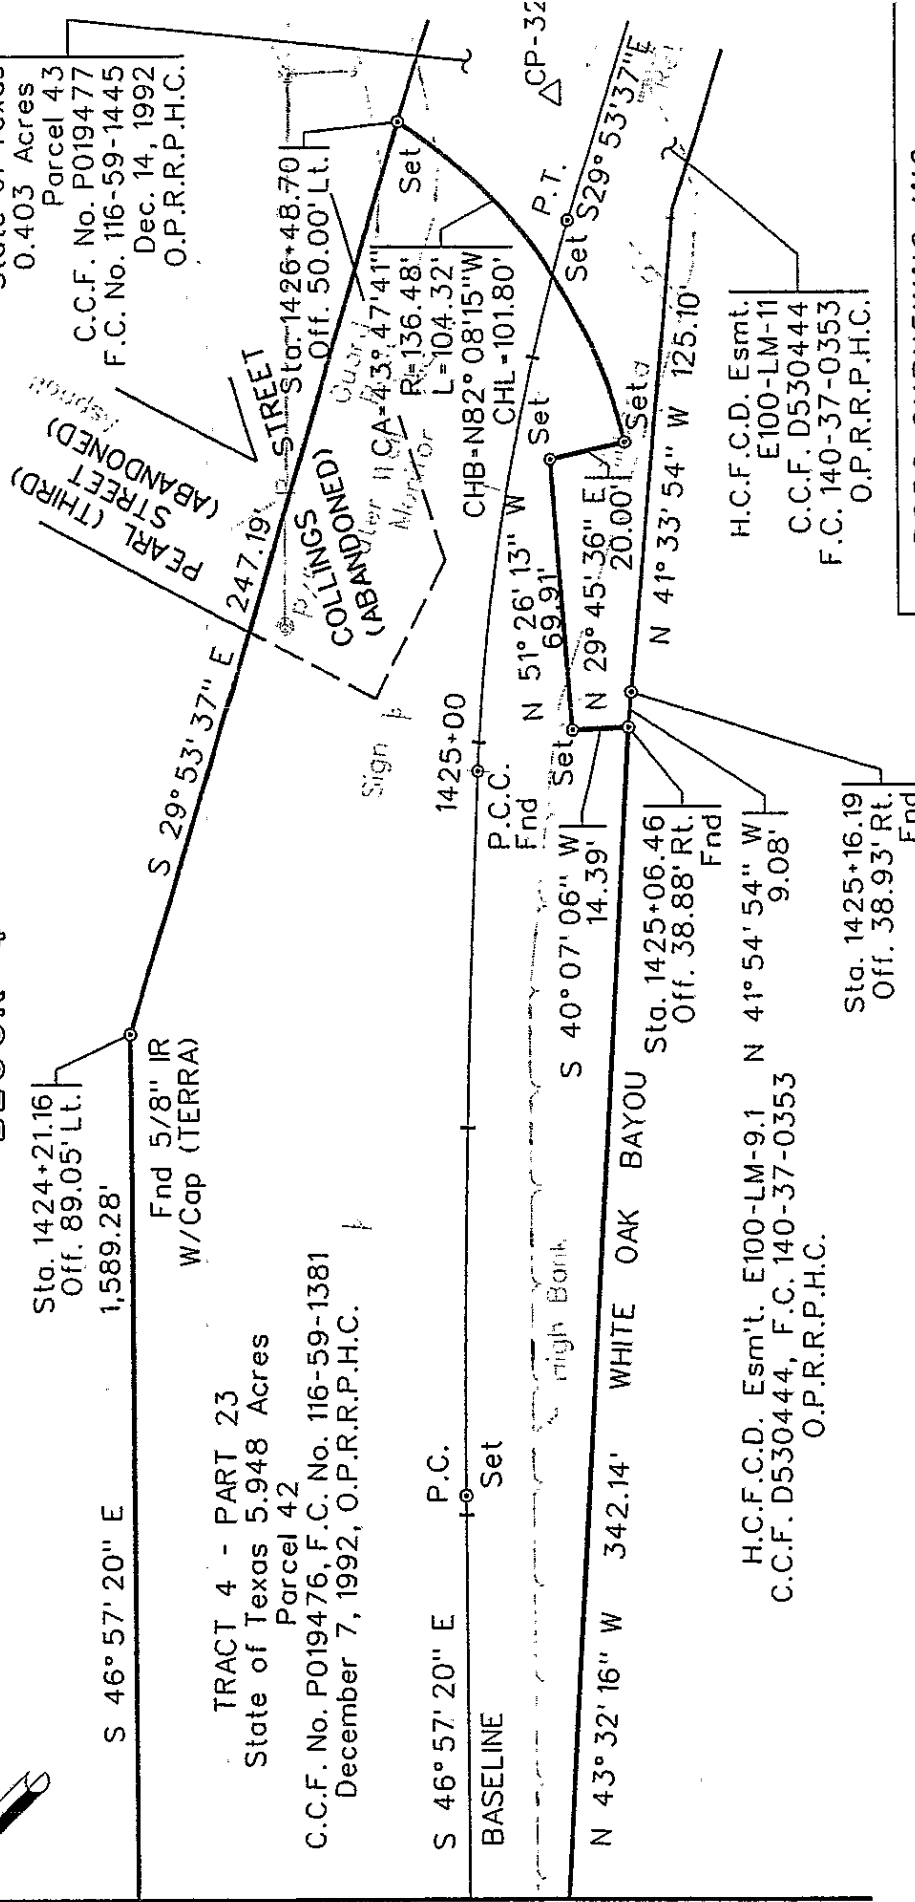 0.403 Acres
Parcel 43
C.C.F. No. P019477
F.C. No. 116-59-1445
Dec. 14, 1992
O.P.R.R.P.H.C.
CP-32
Sta. 1424+21.16
Off. 89.05' Lt.
1,589.28'
Fnd 5/8" IR
W/Cap (TERRA)
S 46° 57' 20" E
S 29° 53' 37" E 247.19'
PEARL (THIRD)
STREET
(ABANDONED)
COLLINGS STREET
(ABANDONED)
Sta. 1426+48.70
Off. 50.00' Lt.
Set
CA=43° 47' 41"
R=136.48'
L=104.32'
CHB=N82° 08' 15" W
CHL=101.80'
Sign
TRACT 4 - PART 23
State of Texas 5.948 Acres
Parcel 42
C.C.F. No. P019476, F.C. No. 116-59-1381
December 7, 1992, O.P.R.R.P.H.C.
S 46° 57' 20" E
BASELINE
P.C.
Set
1425+00
P.C.C.
Fnd
P.T.
Set
S29° 53' 37" E
N 51° 26' 13" W
69.91'
Set
Set
Set
N 29° 45' 36" E
20.00'
S 40° 07' 06" W
14.39'
High Bank
N 43° 32' 16" W 342.14'
WHITE OAK BAYOU
N 41° 33' 54" W 125.10'
Sta. 1425+06.46
Off. 38.88' Rt.
Fnd
N 41° 54' 54" W
9.08'
Sta. 1425+16.19
Off. 38.93' Rt.
Fnd
H.C.F.C.D. Esm't. E100-LM-9.1
C.C.F. D530444, F.C. 140-37-0353
O.P.R.R.P.H.C.
H.C.F.C.D. Esmt.
E100-LM-11
C.C.F. D530444
F.C. 140-37-0353
O.P.R.R.P.H.C.